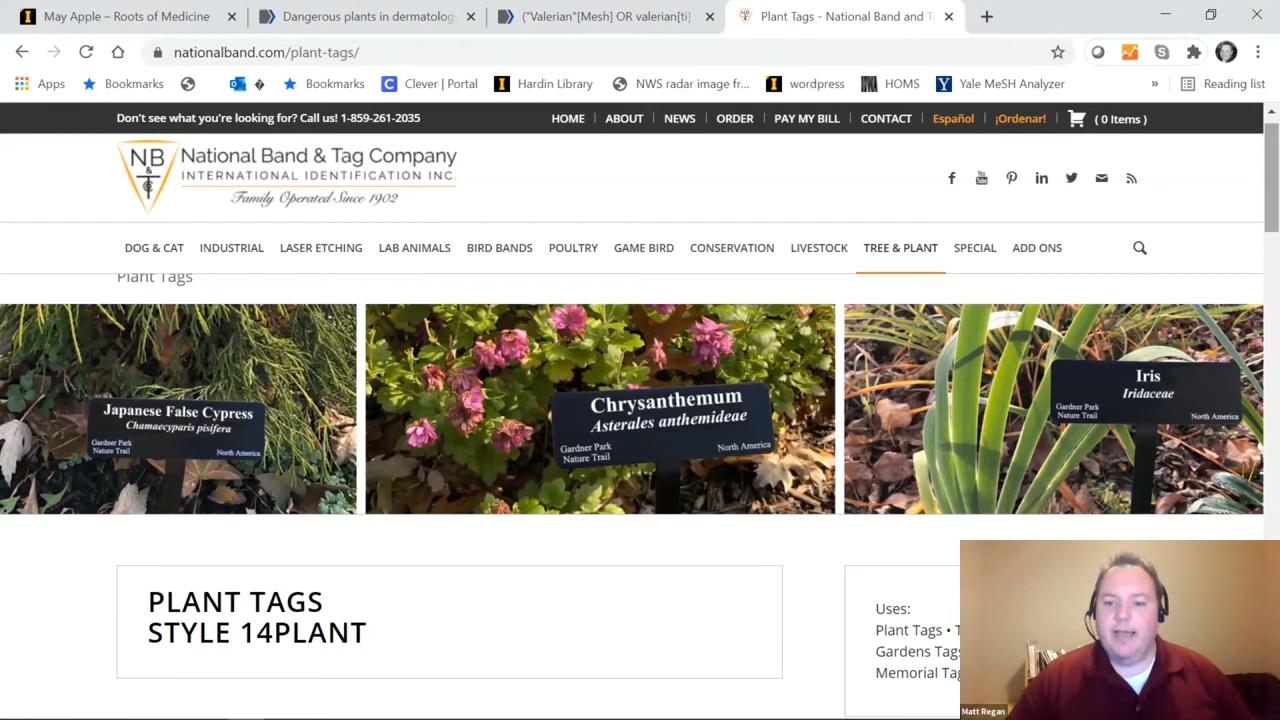 May Apple – Roots of Medicine
Dangerous plants in dermatolog
("Valerian"[Mesh] OR valerian[ti]
Plant Tags - National Band and T
nationalband.com/plant-tags/
Apps
Bookmarks
Bookmarks
Clever | Portal
Hardin Library
NWS radar image fr...
wordpress
HOMS
Yale MeSH Analyzer
»
Reading list
Don't see what you're looking for? Call us! 1-859-261-2035
HOME
ABOUT
NEWS
ORDER
PAY MY BILL
CONTACT
Español
¡Ordenar!
( 0 Items )
NB
&
T
C
National Band & Tag Company
INTERNATIONAL IDENTIFICATION INC.
Family Operated Since 1902
DOG & CAT
INDUSTRIAL
LASER ETCHING
LAB ANIMALS
BIRD BANDS
POULTRY
GAME BIRD
CONSERVATION
LIVESTOCK
TREE & PLANT
SPECIAL
ADD ONS
Plant Tags
Japanese False Cypress
Chamaecyparis pisifera
Gardner Park
Nature Trail
North America
Chrysanthemum
Asterales anthemideae
Gardner Park
Nature Trail
North America
Iris
Iridaceae
Gardner Park
Nature Trail
North America
PLANT TAGS
STYLE 14PLANT
Uses:
Plant Tags • T
Gardens Tags
Memorial Tag
Matt Regan